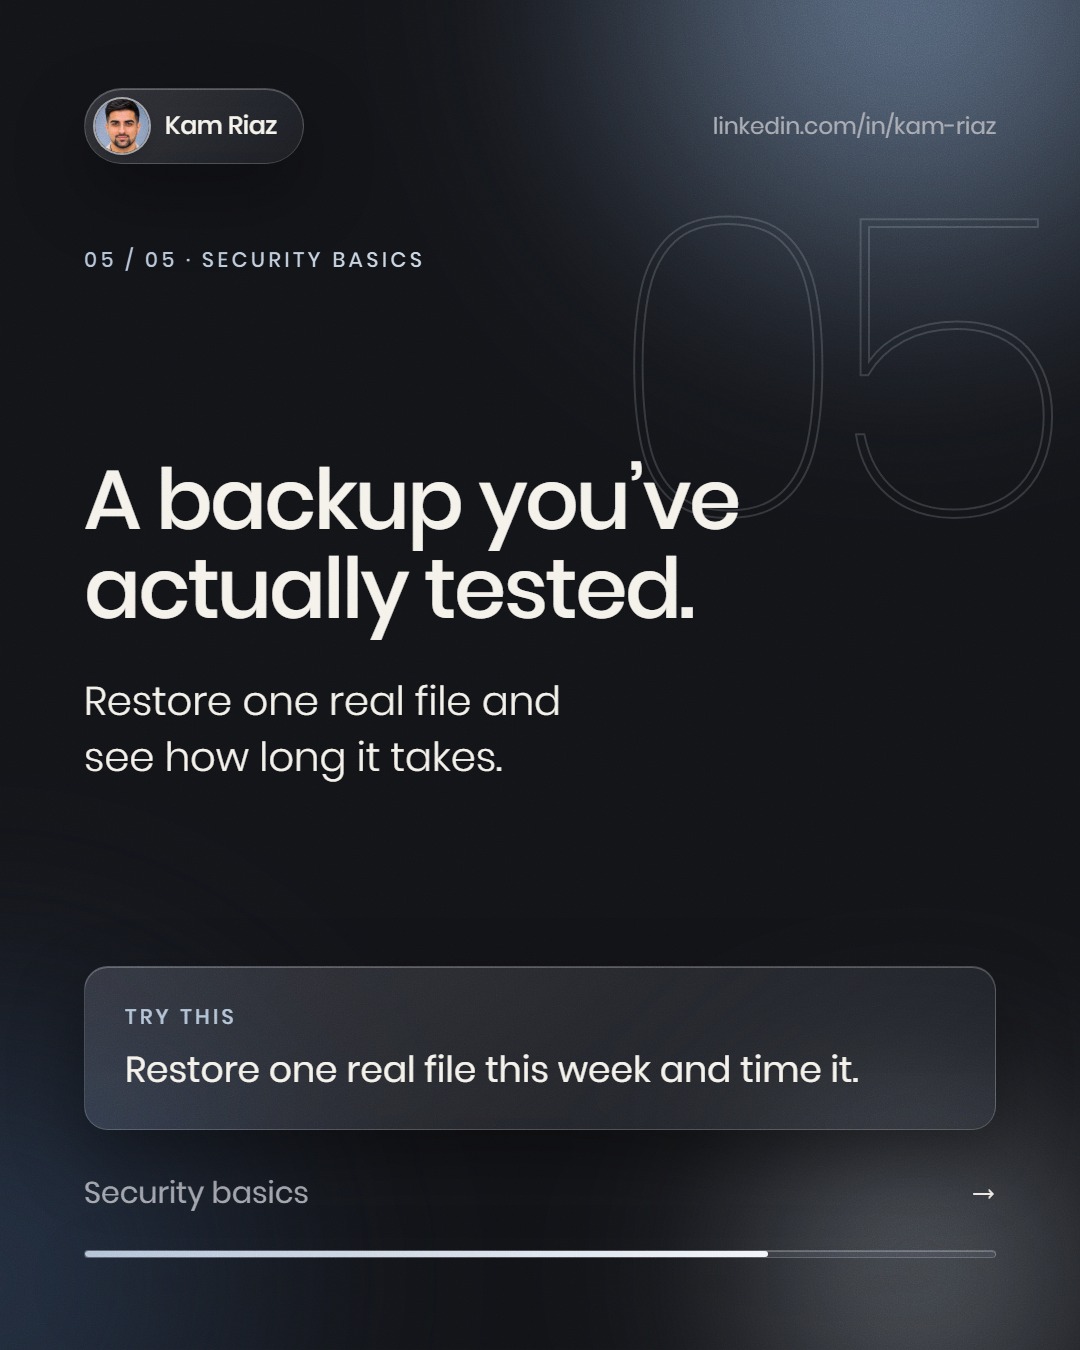 Kam Riaz
linkedin.com/in/kam-riaz
05 / 05 · SECURITY BASICS
05
A backup you’ve
actually tested.
Restore one real file and
see how long it takes.
TRY THIS
Restore one real file this week and time it.
Security basics
→